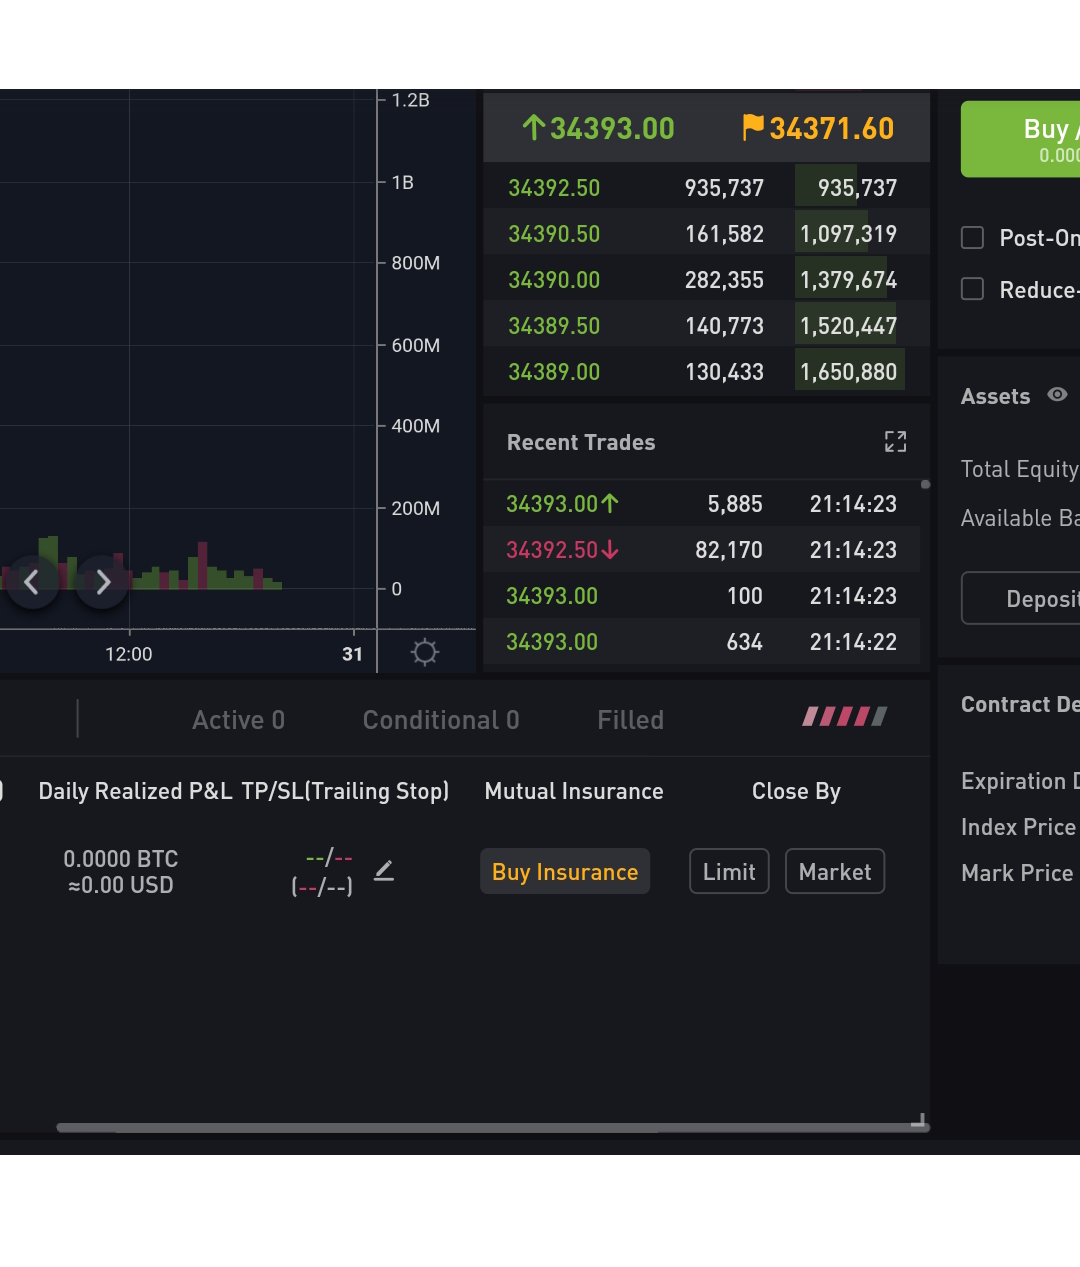 1.2B
1B
800M
600M
400M
200M
0
12:00 31
↑34393.00 34371.60
34392.50 935,737 935,737
34390.50 161,582 1,097,319
34390.00 282,355 1,379,674
34389.50 140,773 1,520,447
34389.00 130,433 1,650,880
Recent Trades
34393.00↑ 5,885 21:14:23
34392.50↓ 82,170 21:14:23
34393.00 100 21:14:23
34393.00 634 21:14:22
Buy /
0.000
Post-On
Reduce-
Assets
Total Equity
Available Ba
Deposit
Contract De
Expiration D
Index Price
Mark Price
Active 0 Conditional 0 Filled
) Daily Realized P&L TP/SL(Trailing Stop) Mutual Insurance Close By
0.0000 BTC --/--
≈0.00 USD (--/--)
Buy Insurance Limit Market